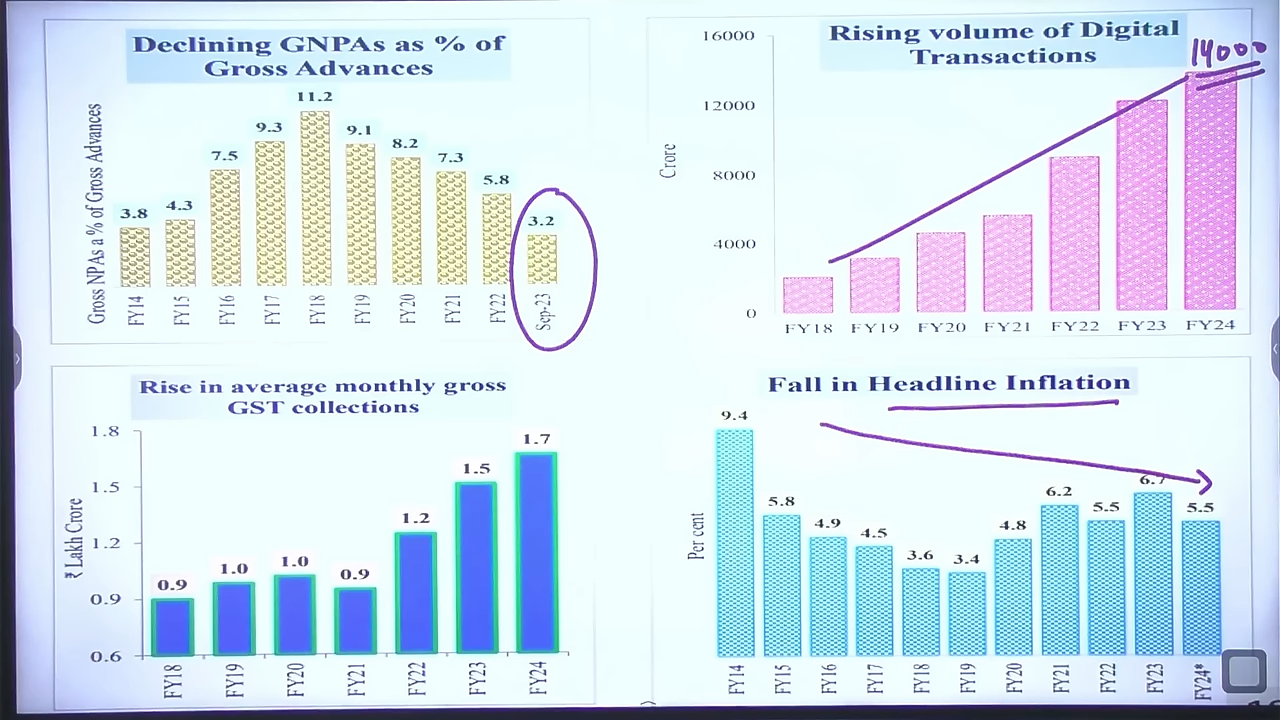 Declining GNPAs as % of
Gross Advances
Gross NPAs a % of Gross Advances
3.8
4.3
7.5
9.3
11.2
9.1
8.2
7.3
5.8
3.2
FY14
FY15
FY16
FY17
FY18
FY19
FY20
FY21
FY22
Sep-23
Rising volume of Digital
Transactions
14000
Crore
16000
12000
8000
4000
0
FY18
FY19
FY20
FY21
FY22
FY23
FY24
Rise in average monthly gross
GST collections
₹ Lakh Crore
1.8
1.5
1.2
0.9
0.6
0.9
1.0
1.0
0.9
1.2
1.5
1.7
FY18
FY19
FY20
FY21
FY22
FY23
FY24
Fall in Headline Inflation
Per cent
9.4
5.8
4.9
4.5
3.6
3.4
4.8
6.2
5.5
6.7
5.5
FY14
FY15
FY16
FY17
FY18
FY19
FY20
FY21
FY22
FY23
FY24*